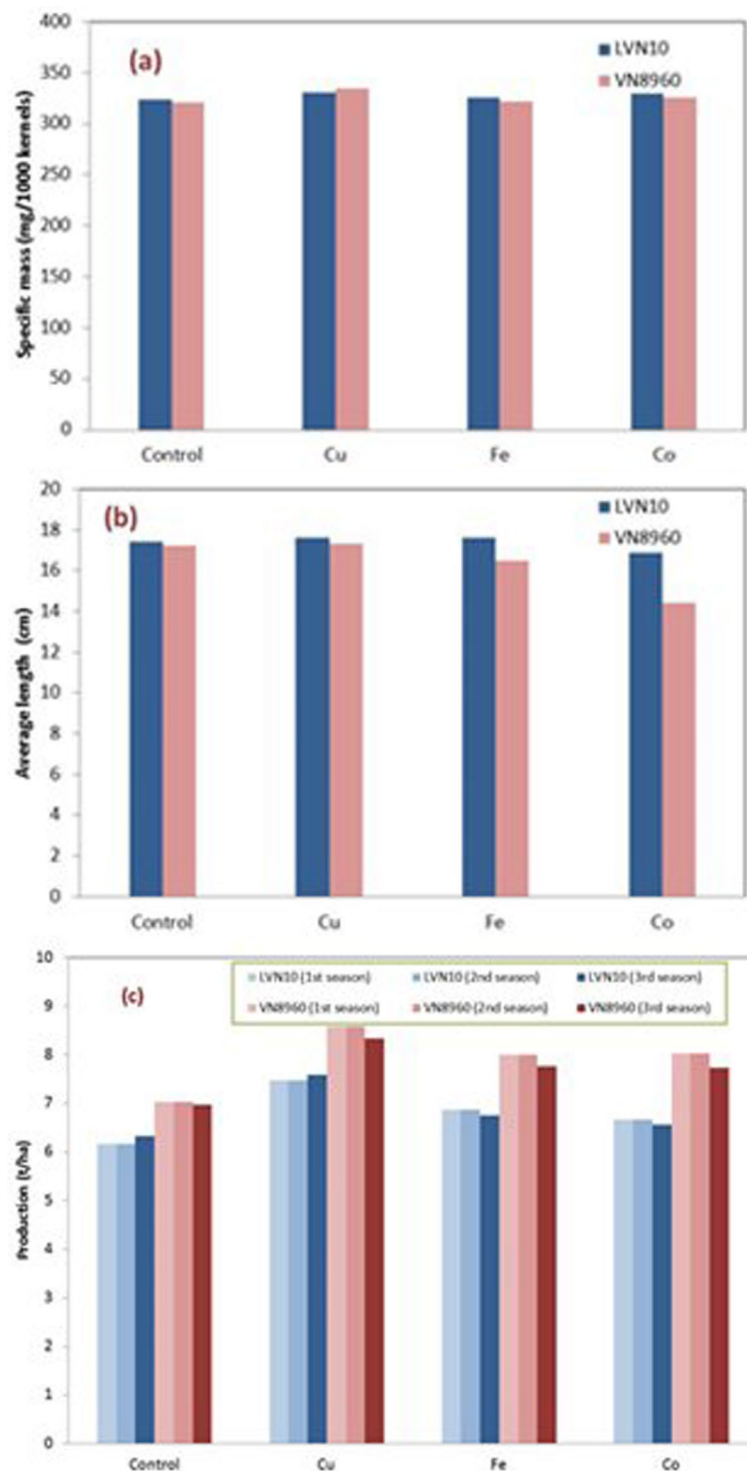 (a)
LVN10
VN8960
Specific mass (mg/1000 kernels)
400
350
300
250
200
150
100
50
0
Control Cu Fe Co
(b)
LVN10
VN8960
Average length (cm)
20
18
16
14
12
10
8
6
4
2
0
Control Cu Fe Co
(c)
LVN10 (1st season) LVN10 (2nd season) LVN10 (3rd season)
VN8960 (1st season) VN8960 (2nd season) VN8960 (3rd season)
Production (t/ha)
10
9
8
7
6
5
4
3
2
1
0
Control Cu Fe Co